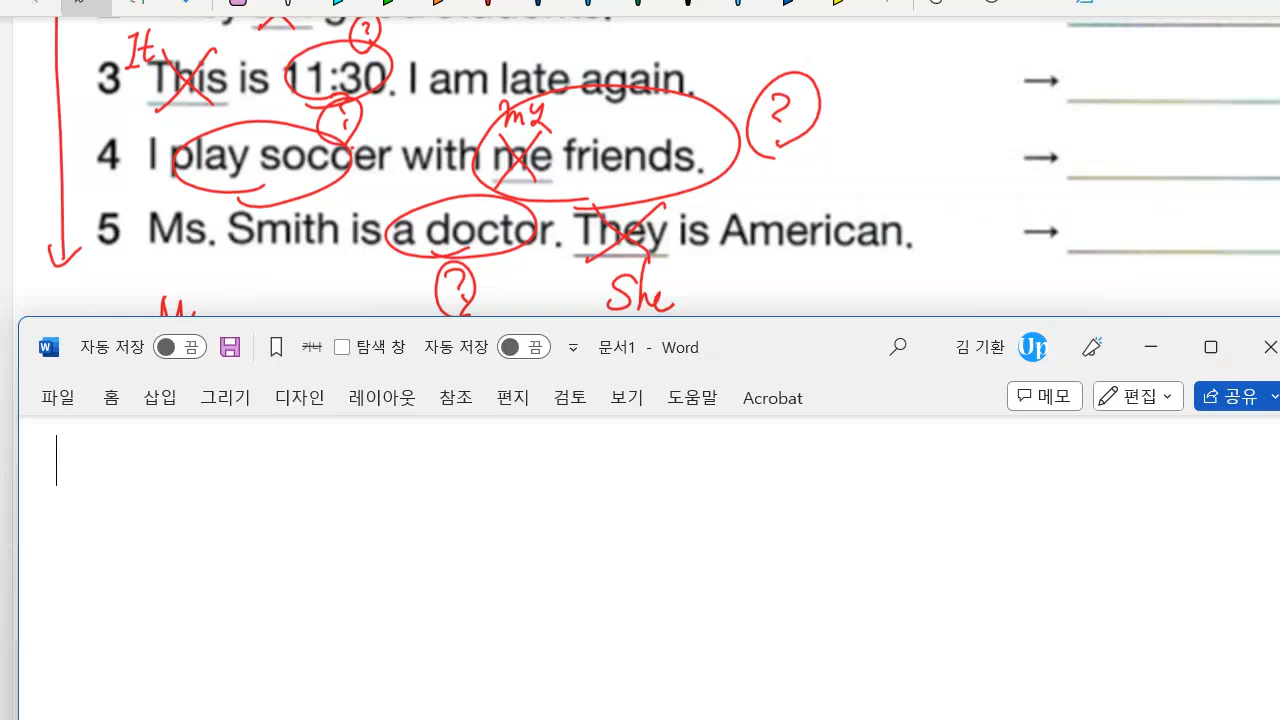 It ?
3 This is 11:30. I am late again.
? my ?
4 I play soccer with me friends.
5 Ms. Smith is a doctor. They is American.
? She
자동 저장 끔 탐색 창 자동 저장 끔 문서1 - Word 김 기환 Up
파일 홈 삽입 그리기 디자인 레이아웃 참조 편지 검토 보기 도움말 Acrobat 메모 편집 공유